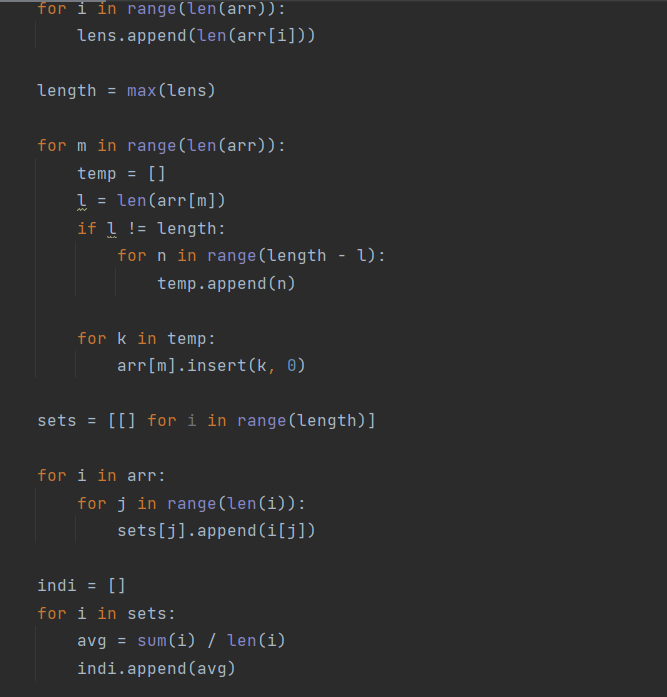 for i in range(len(arr)):
    lens.append(len(arr[i]))
length = max(lens)
for m in range(len(arr)):
    temp = []
    l = len(arr[m])
    if l != length:
        for n in range(length - l):
            temp.append(n)
    for k in temp:
        arr[m].insert(k, 0)
sets = [[] for i in range(length)]
for i in arr:
    for j in range(len(i)):
        sets[j].append(i[j])
indi = []
for i in sets:
    avg = sum(i) / len(i)
    indi.append(avg)